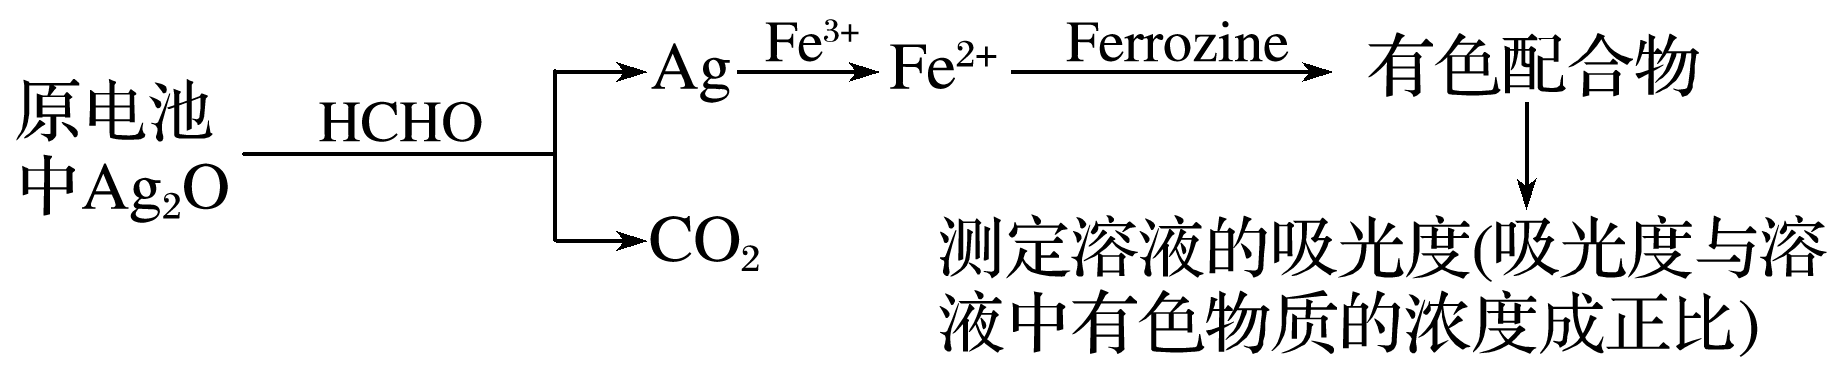 原电池
中Ag₂O
HCHO
Ag
Fe³⁺
Fe²⁺
Ferrozine
有色配合物
CO₂
测定溶液的吸光度(吸光度与溶
液中有色物质的浓度成正比)